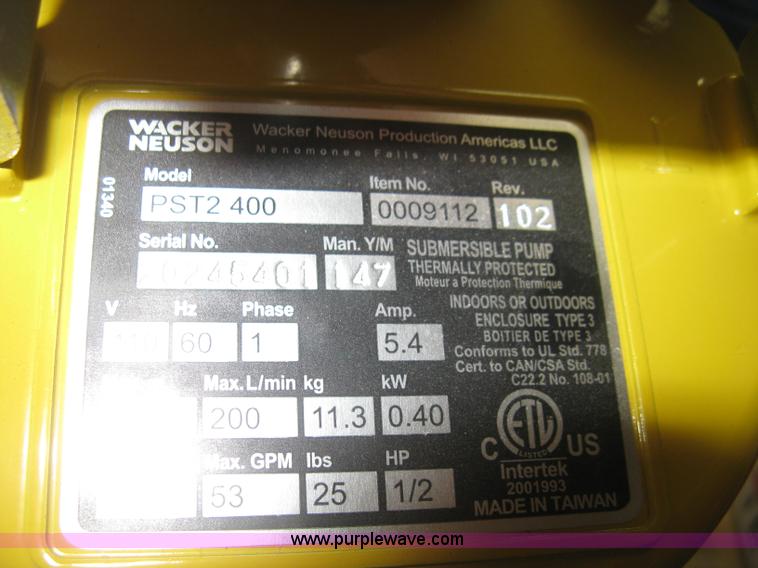 WACKER NEUSON
Wacker Neuson Production Americas LLC
Menomonee Falls, WI 53051 USA
01340
Model Item No. Rev.
PST2 400 0009112 102
Serial No. Man. Y/M
20245401 147
SUBMERSIBLE PUMP
THERMALLY PROTECTED
Moteur a Protection Thermique
V Hz Phase Amp.
110 60 1 5.4
INDOORS OR OUTDOORS
ENCLOSURE TYPE 3
BOITIER DE TYPE 3
Conforms to UL Std. 778
Cert. to CAN/CSA Std.
C22.2 No. 108-01
Max. L/min kg kW
200 11.3 0.40
Max. GPM lbs HP
53 25 1/2
C ETL US
LISTED
Intertek
2001993
MADE IN TAIWAN
www.purplewave.com